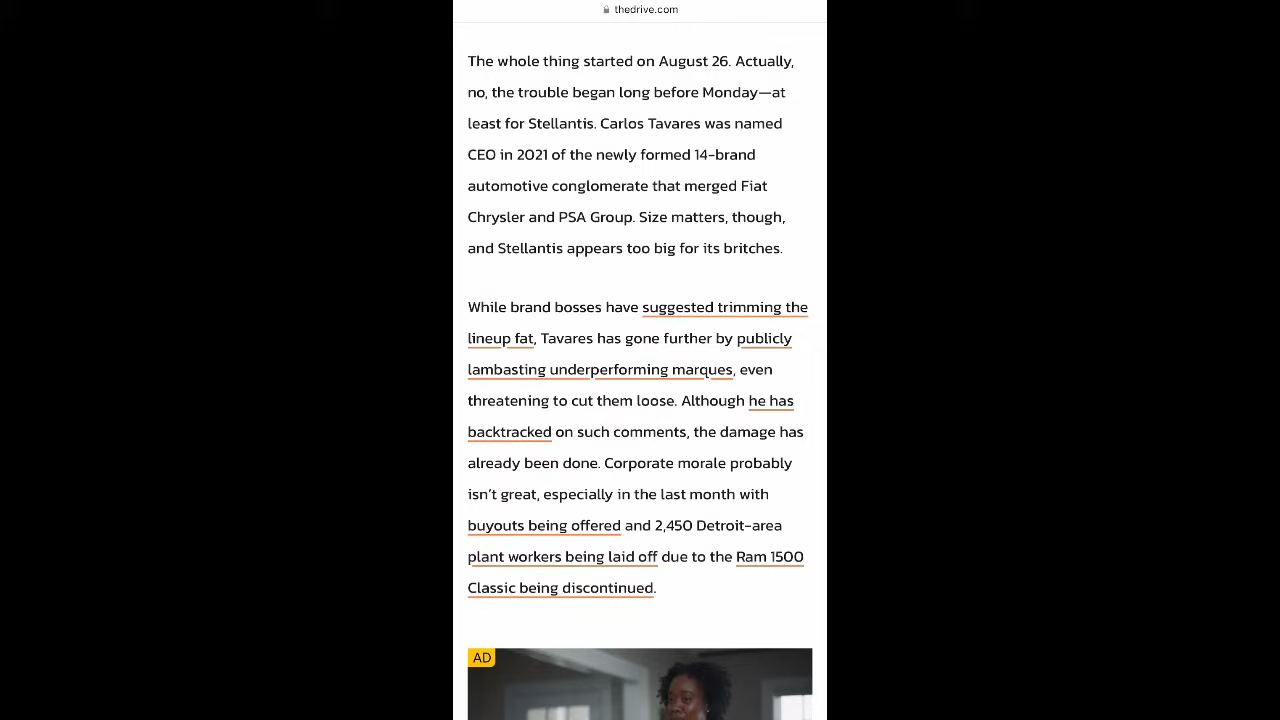 thedrive.com
The whole thing started on August 26. Actually,
no, the trouble began long before Monday—at
least for Stellantis. Carlos Tavares was named
CEO in 2021 of the newly formed 14-brand
automotive conglomerate that merged Fiat
Chrysler and PSA Group. Size matters, though,
and Stellantis appears too big for its britches.
While brand bosses have suggested trimming the
lineup fat, Tavares has gone further by publicly
lambasting underperforming marques, even
threatening to cut them loose. Although he has
backtracked on such comments, the damage has
already been done. Corporate morale probably
isn't great, especially in the last month with
buyouts being offered and 2,450 Detroit-area
plant workers being laid off due to the Ram 1500
Classic being discontinued.
AD